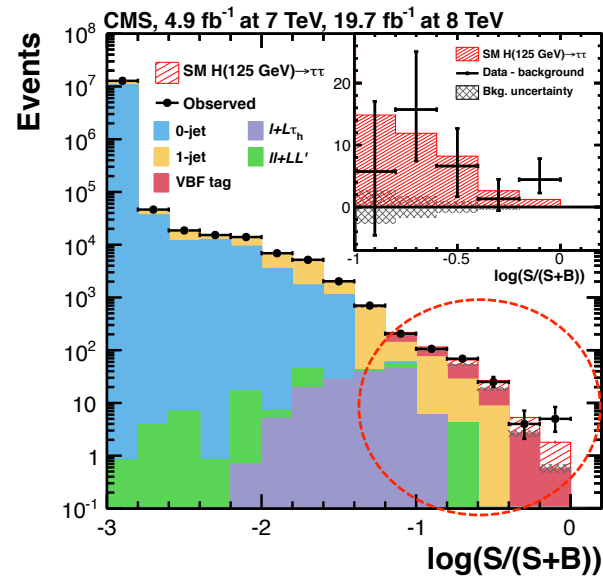 CMS, 4.9 fb⁻¹ at 7 TeV, 19.7 fb⁻¹ at 8 TeV
Events
10⁸
10⁷
10⁶
10⁵
10⁴
10³
10²
10
1
10⁻¹
SM H(125 GeV)→ττ
Observed
0-jet
1-jet
VBF tag
l+Lτₕ
ll+LL'
SM H(125 GeV)→ττ
Data - background
Bkg. uncertainty
20
10
0
-1 -0.5 0
log(S/(S+B))
-3 -2 -1 0
log(S/(S+B))